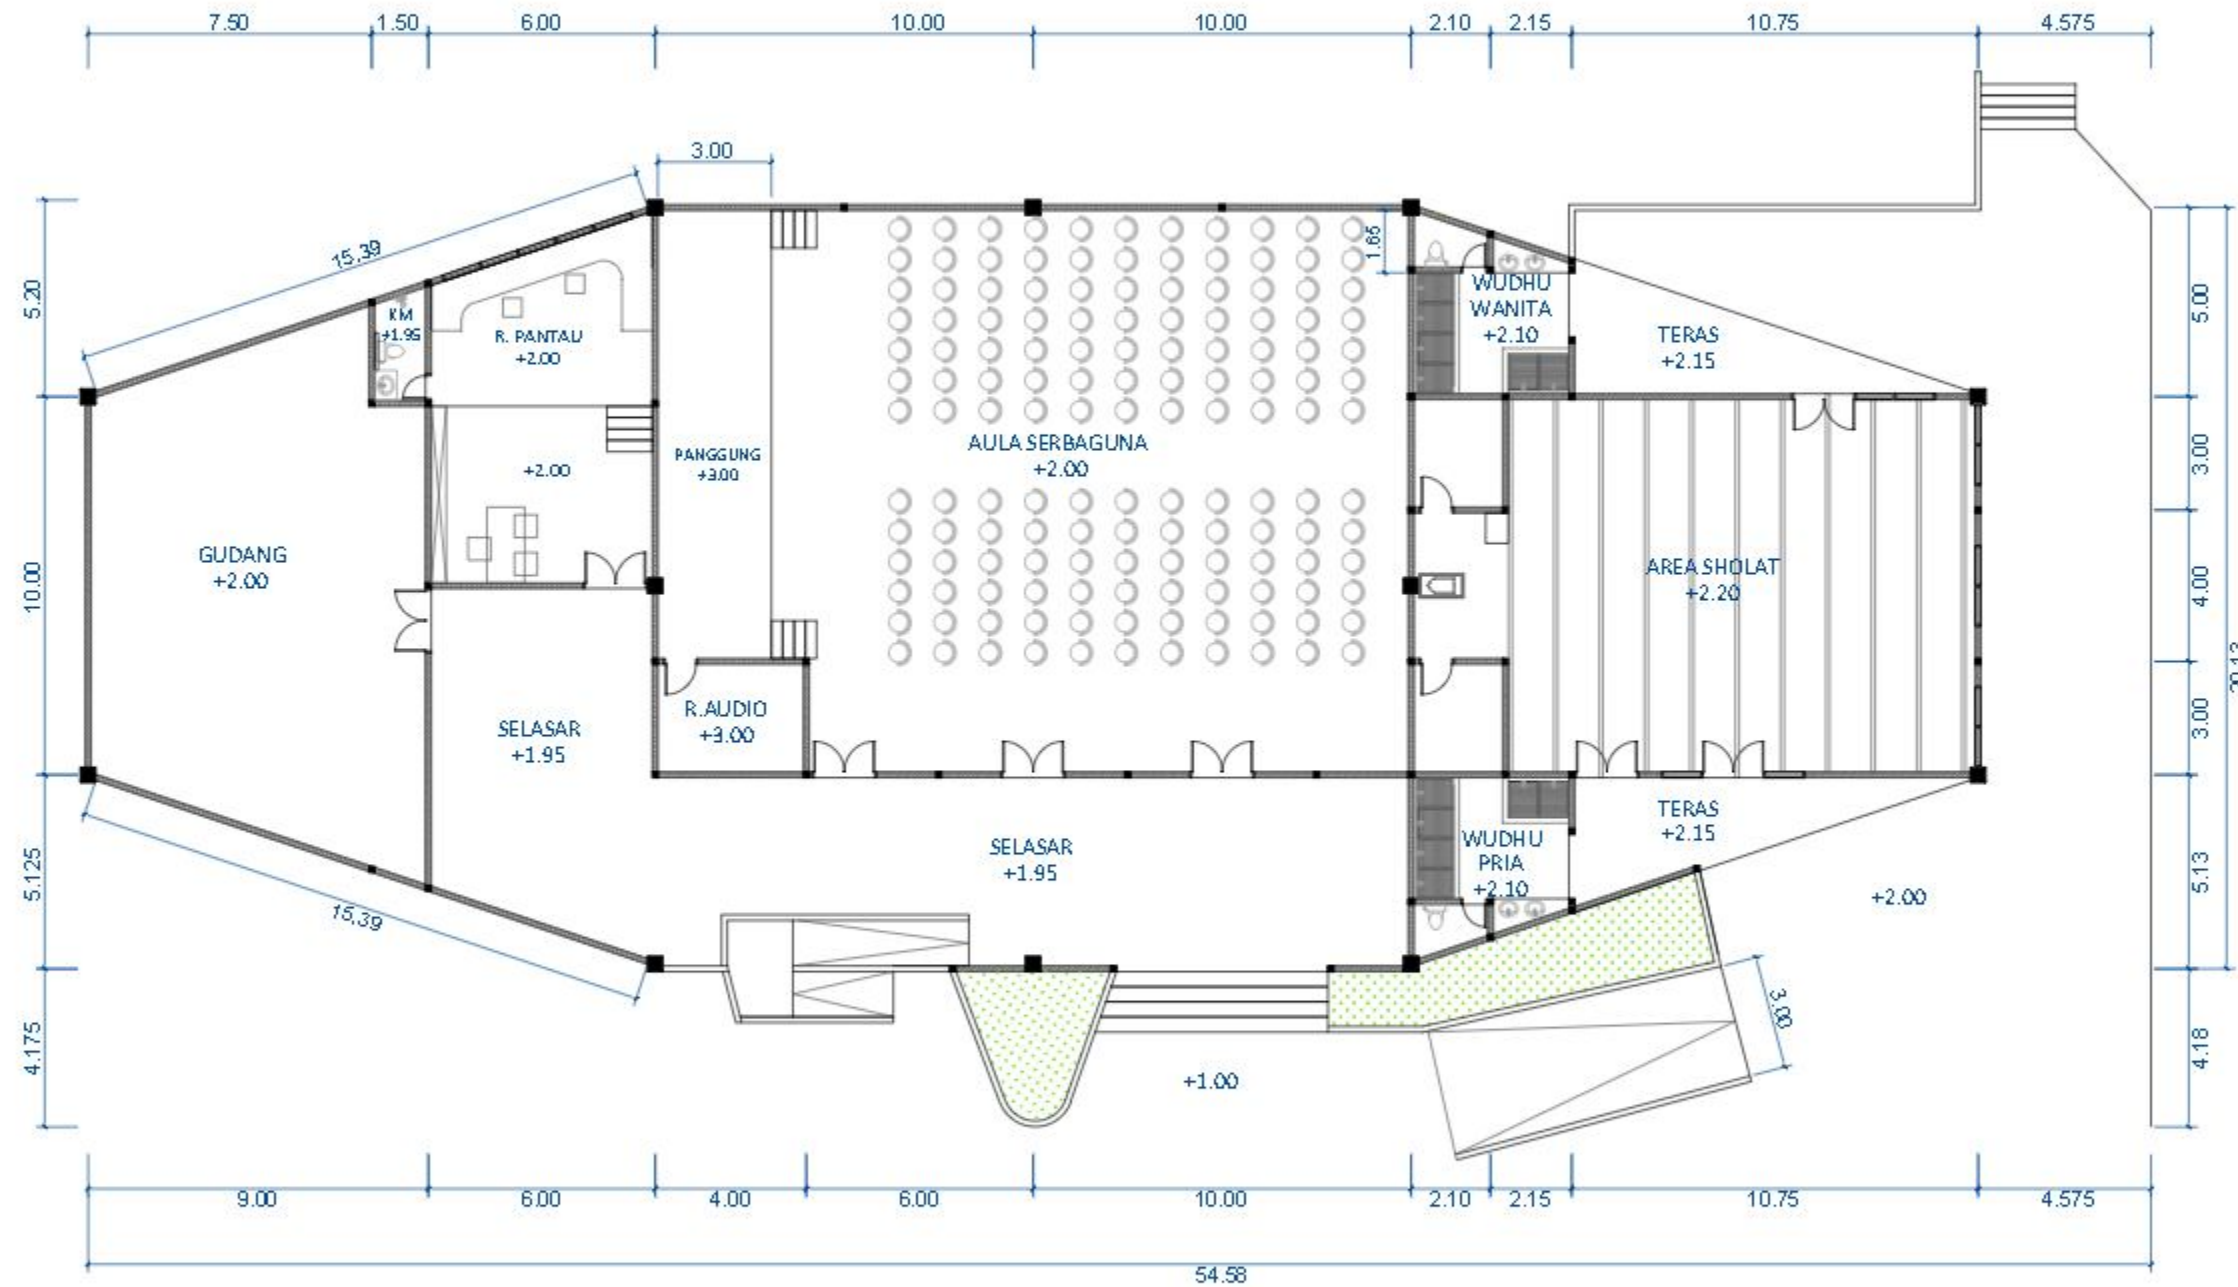 7.50 1.50 6.00 10.00 10.00 2.10 2.15 10.75 4.575
3.00
15.39
1.65
5.20
5.00
KM
+1.95
R. PANTAU
+2.00
WUDHU
WANITA
+2.10
TERAS
+2.15
PANGGUNG
+3.00
+2.00
AULA SERBAGUNA
+2.00
3.00
GUDANG
+2.00
AREA SHOLAT
+2.20
10.00
4.00
SELASAR
+1.95
R.AUDIO
+3.00
3.00
TERAS
+2.15
SELASAR
+1.95
WUDHU
PRIA
+2.10
5.125
5.13
+2.00
15.39
3.00
4.175
4.18
+1.00
9.00 6.00 4.00 6.00 10.00 2.10 2.15 10.75 4.575
54.58